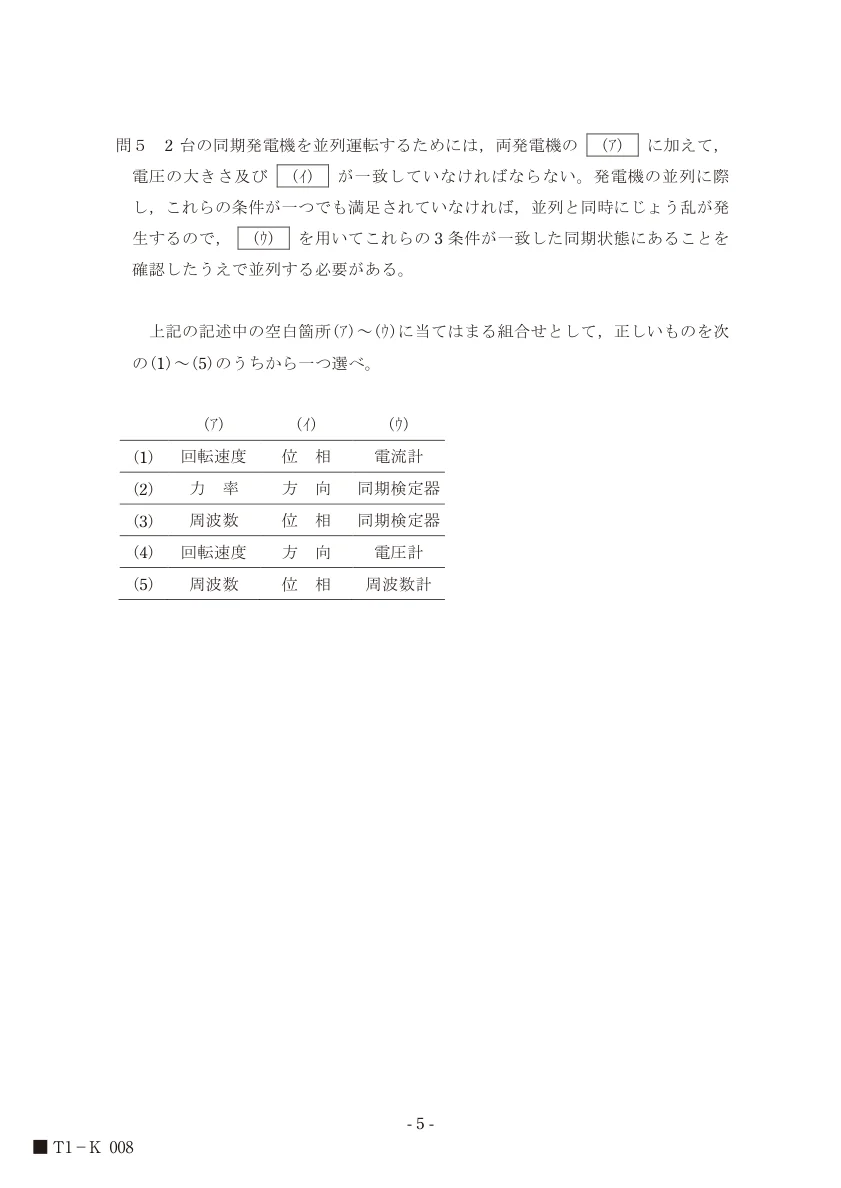 問5　2 台の同期発電機を並列運転するためには，両発電機の (ｱ) に加えて，
電圧の大きさ及び (ｲ) が一致していなければならない。発電機の並列に際
し，これらの条件が一つでも満足されていなければ，並列と同時にじょう乱が発
生するので， (ｳ) を用いてこれらの 3 条件が一致した同期状態にあることを
確認したうえで並列する必要がある。
上記の記述中の空白箇所(ｱ)～(ｳ)に当てはまる組合せとして，正しいものを次
の(1)～(5)のうちから一つ選べ。
(ｱ)　(ｲ)　(ｳ)
(1)　回転速度　位　相　電流計
(2)　力　率　方　向　同期検定器
(3)　周波数　位　相　同期検定器
(4)　回転速度　方　向　電圧計
(5)　周波数　位　相　周波数計
- 5 -
■ T1－K 008